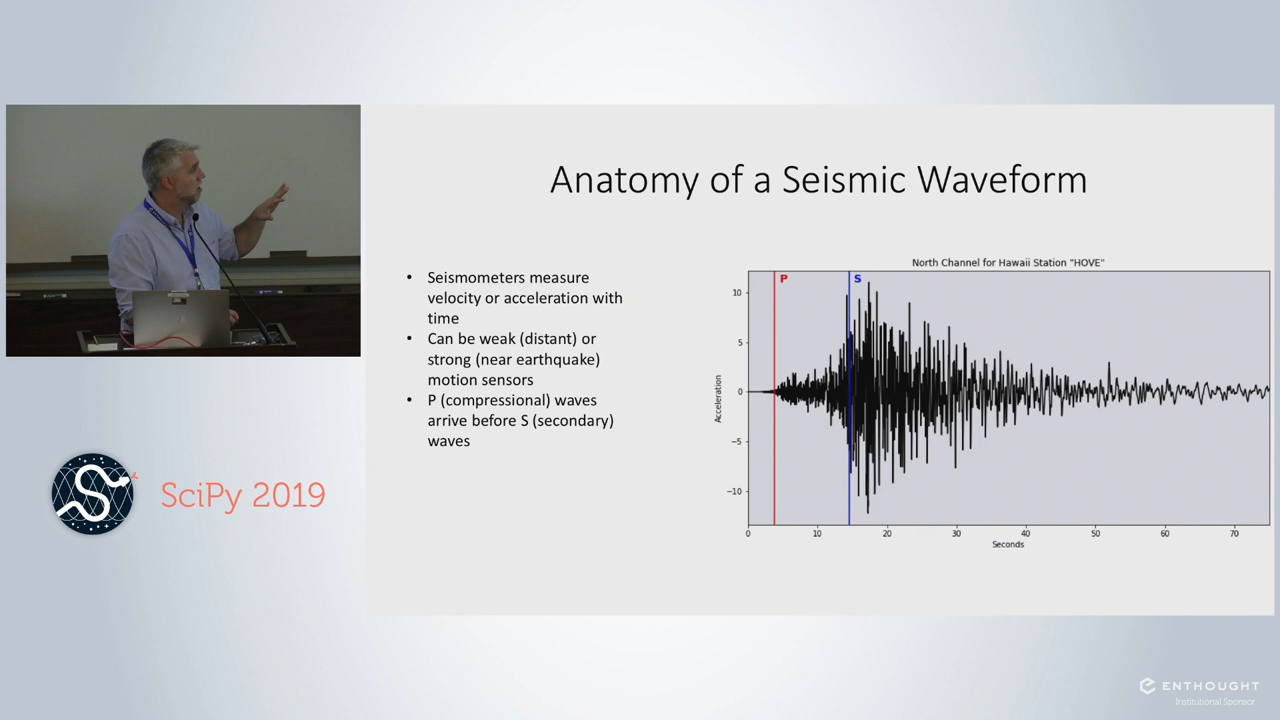 Anatomy of a Seismic Waveform
• Seismometers measure
velocity or acceleration with
time
• Can be weak (distant) or
strong (near earthquake)
motion sensors
• P (compressional) waves
arrive before S (secondary)
waves
North Channel for Hawaii Station "HOVE"
P
S
10
5
0
−5
−10
Acceleration
0 10 20 30 40 50 60 70
Seconds
SciPy 2019
ENTHOUGHT
Institutional Sponsor